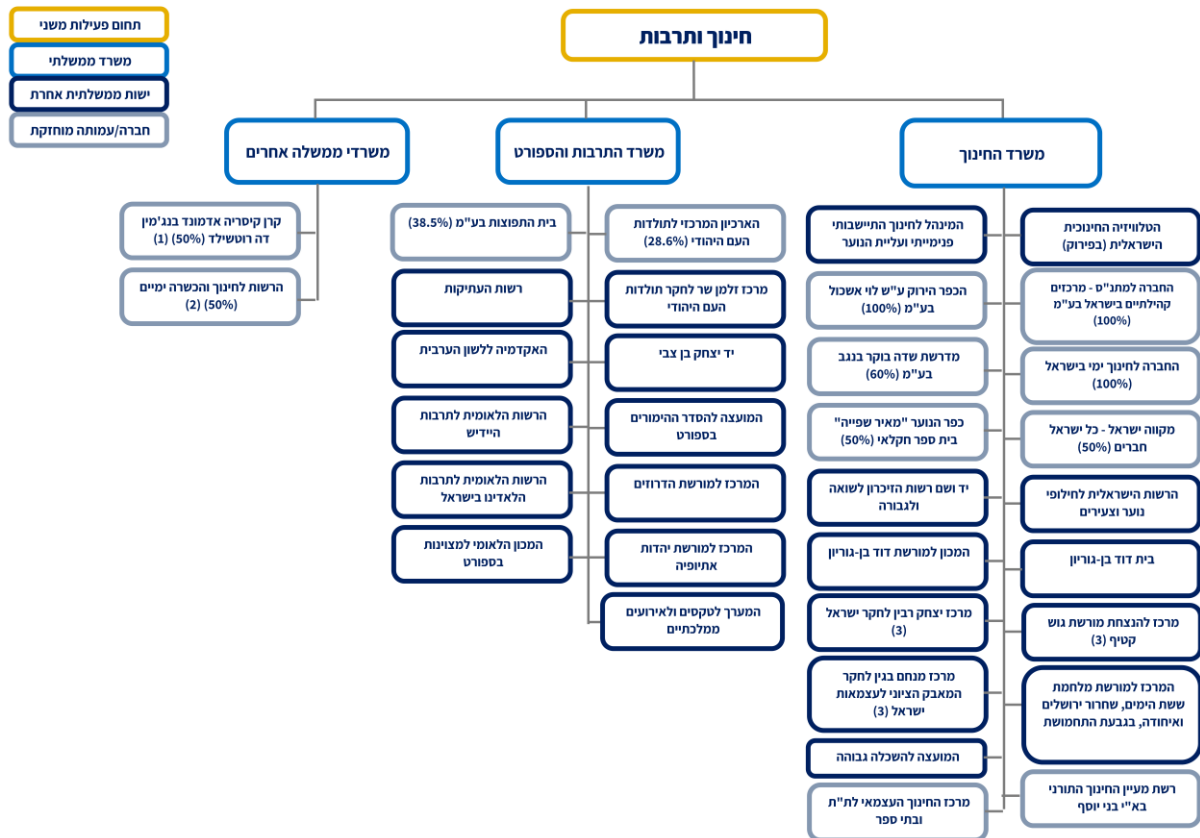 חינוך ותרבות
תחום פעילות משני
משרד ממשלתי
ישות ממשלתית אחרת
חברה/עמותה מוחזקת
משרד החינוך
הטלוויזיה החינוכית
הישראלית (בפירוק)
המינהל לחינוך התיישבותי
פנימייתי ועליית הנוער
החברה למתנ"ס - מרכזים
קהילתיים בישראל בע"מ
(100%)
הכפר הירוק ע"ש לוי אשכול
בע"מ (100%)
החברה לחינוך ימי בישראל
(100%)
מדרשת שדה בוקר בנגב
בע"מ (60%)
מקווה ישראל - כל ישראל
חברים (50%)
כפר הנוער "מאיר שפייה"
בית ספר חקלאי (50%)
הרשות הישראלית לחילופי
נוער וצעירים
יד ושם רשות הזיכרון לשואה
ולגבורה
בית דוד בן-גוריון
המכון למורשת דוד בן-גוריון
מרכז להנצחת מורשת גוש
קטיף (3)
מרכז יצחק רבין לחקר ישראל
(3)
המרכז למורשת מלחמת
ששת הימים, שחרור ירושלים
ואיחודה, בגבעת התחמושת
מרכז מנחם בגין לחקר
המאבק הציוני לעצמאות
ישראל (3)
המועצה להשכלה גבוהה
רשת מעיין החינוך התורני
בא"י בני יוסף
מרכז החינוך העצמאי לת"ת
ובתי ספר
משרד התרבות והספורט
הארכיון המרכזי לתולדות
העם היהודי (28.6%)
בית התפוצות בע"מ (38.5%)
מרכז זלמן שר לחקר תולדות
העם היהודי
רשות העתיקות
יד יצחק בן צבי
האקדמיה ללשון הערבית
המועצה להסדר ההימורים
בספורט
הרשות הלאומית לתרבות
היידיש
המרכז למורשת הדרוזים
הרשות הלאומית לתרבות
הלאדינו בישראל
המרכז למורשת יהדות
אתיופיה
המכון הלאומי למצוינות
בספורט
המערך לטקסים ולאירועים
ממלכתיים
משרדי ממשלה אחרים
קרן קיסריה אדמונד בנג'מין
דה רוטשילד (50%) (1)
הרשות לחינוך והכשרה ימיים
(50%) (2)